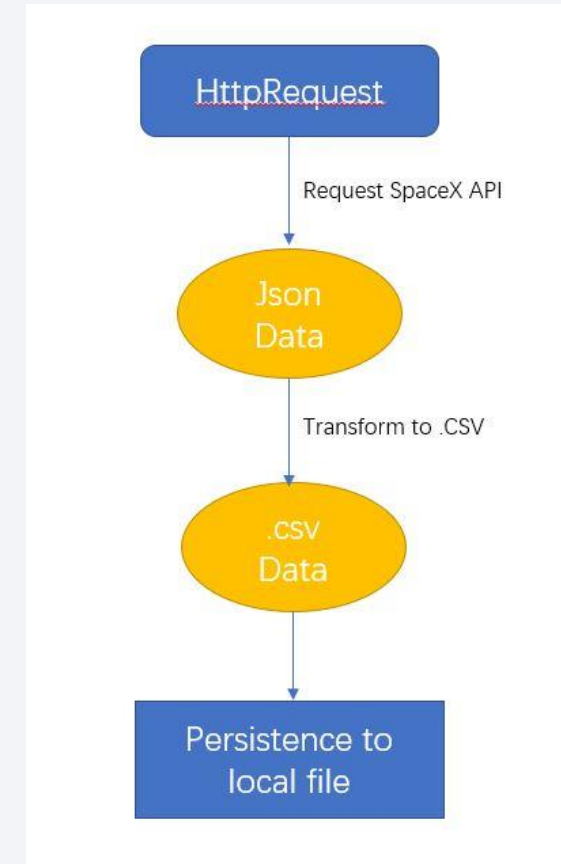 HttpRequest
Request SpaceX API
Json
Data
Transform to .CSV
.csv
Data
Persistence to
local file